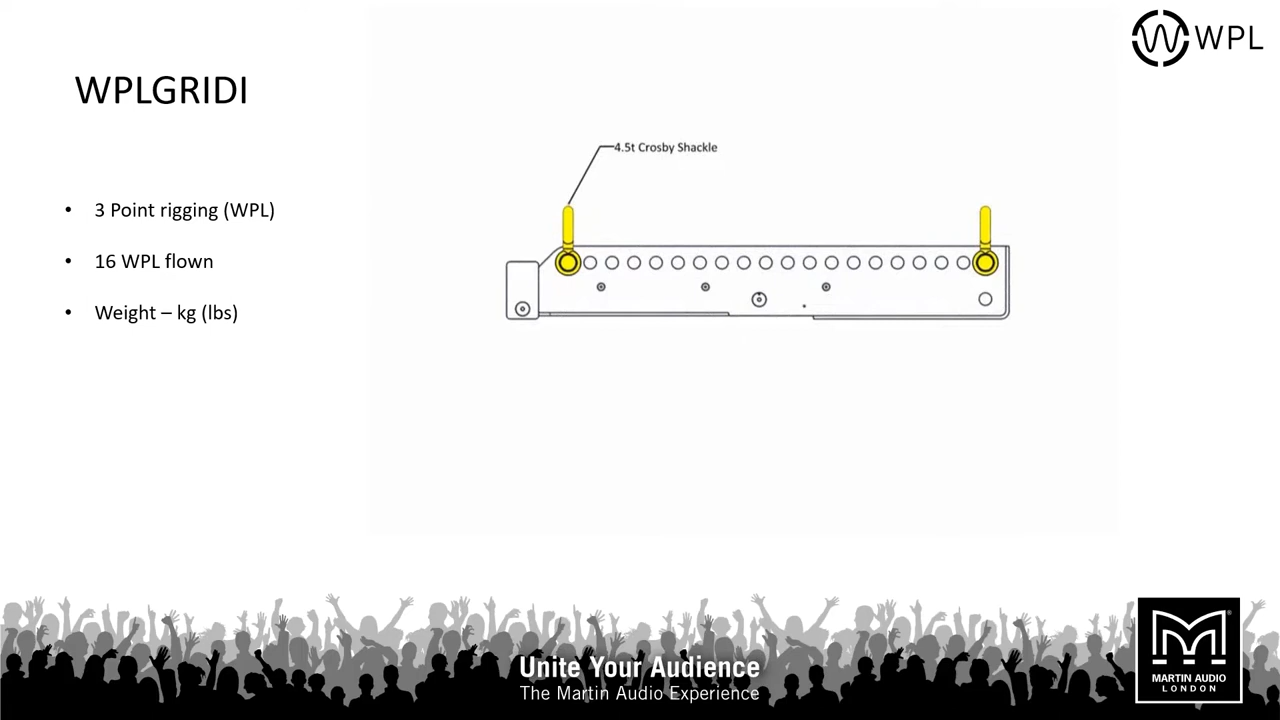 WPL
WPLGRIDI
4.5t Crosby Shackle
• 3 Point rigging (WPL)
• 16 WPL flown
• Weight – kg (lbs)
Unite Your Audience
The Martin Audio Experience
MARTIN AUDIO
LONDON